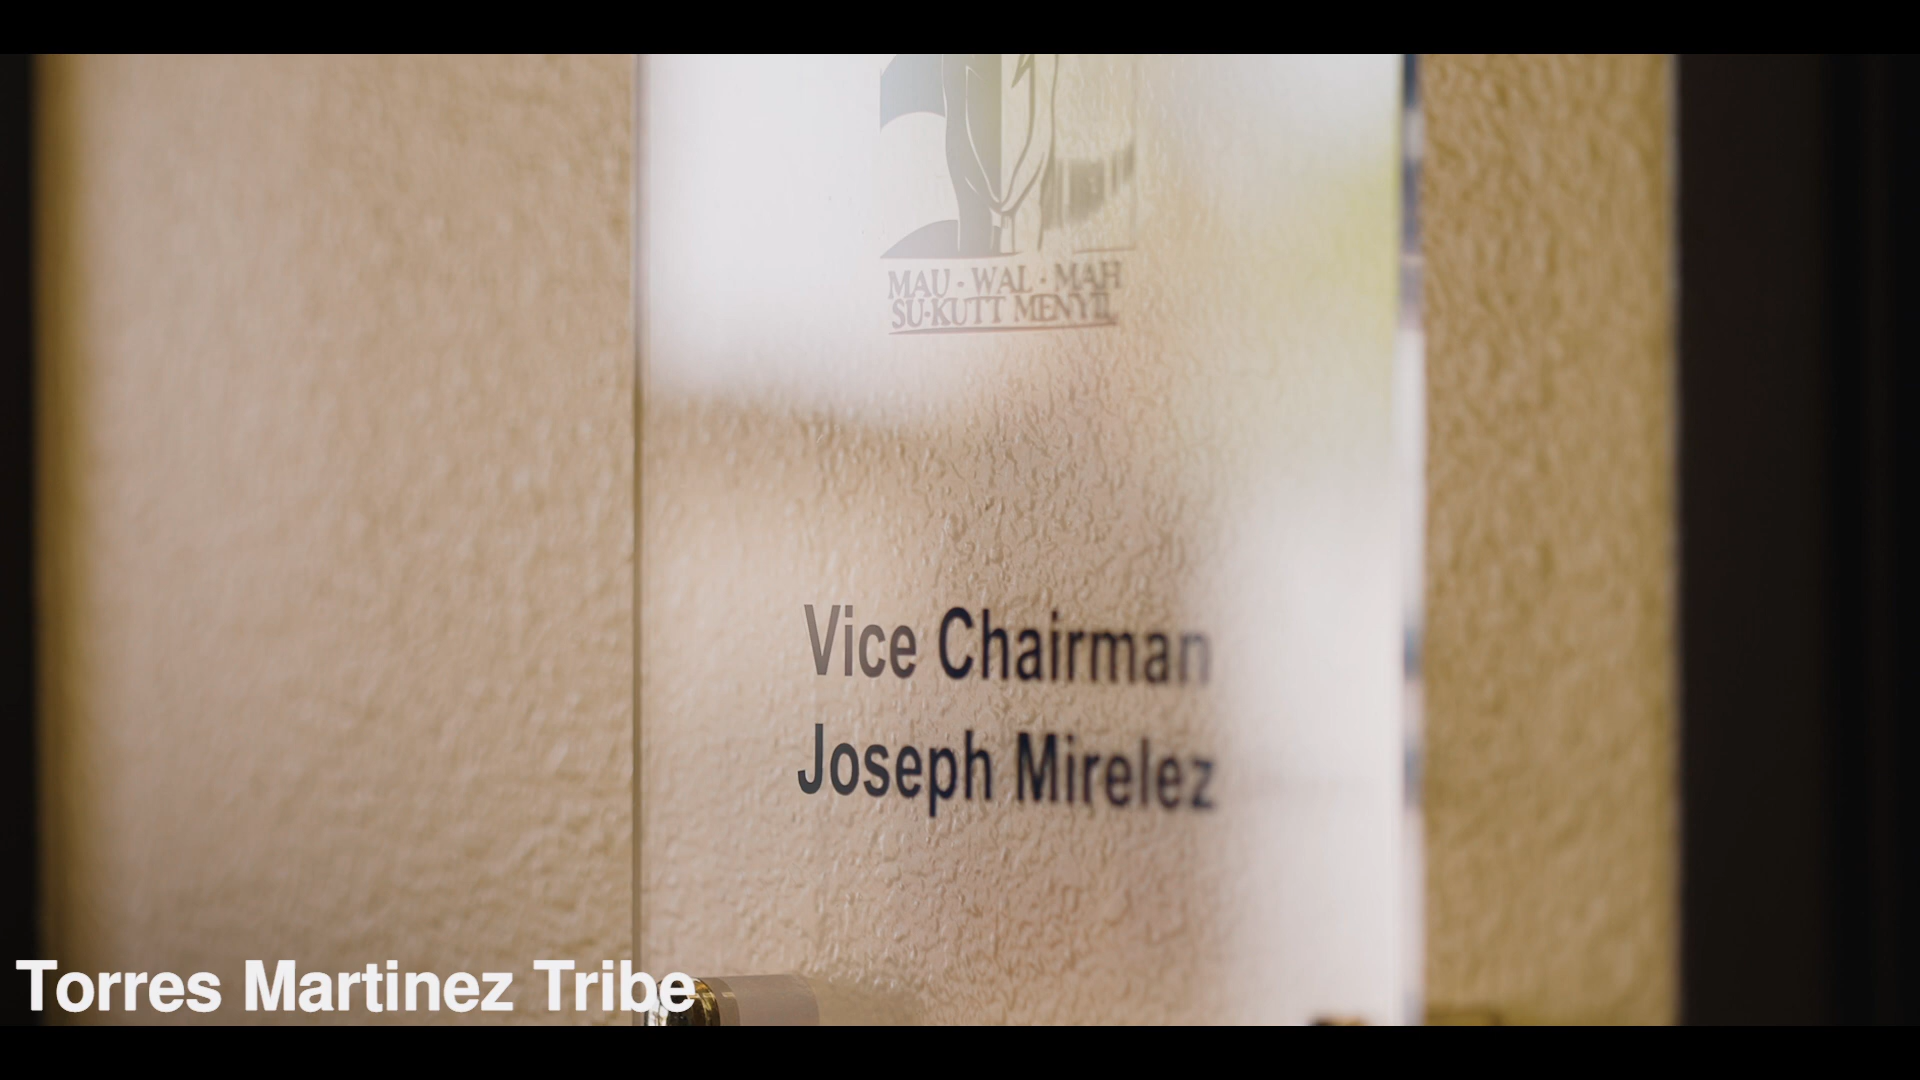 MAU · WAL · MAH
SU·KUTT MENYIL
Vice Chairman
Joseph Mirelez
Torres Martinez Tribe